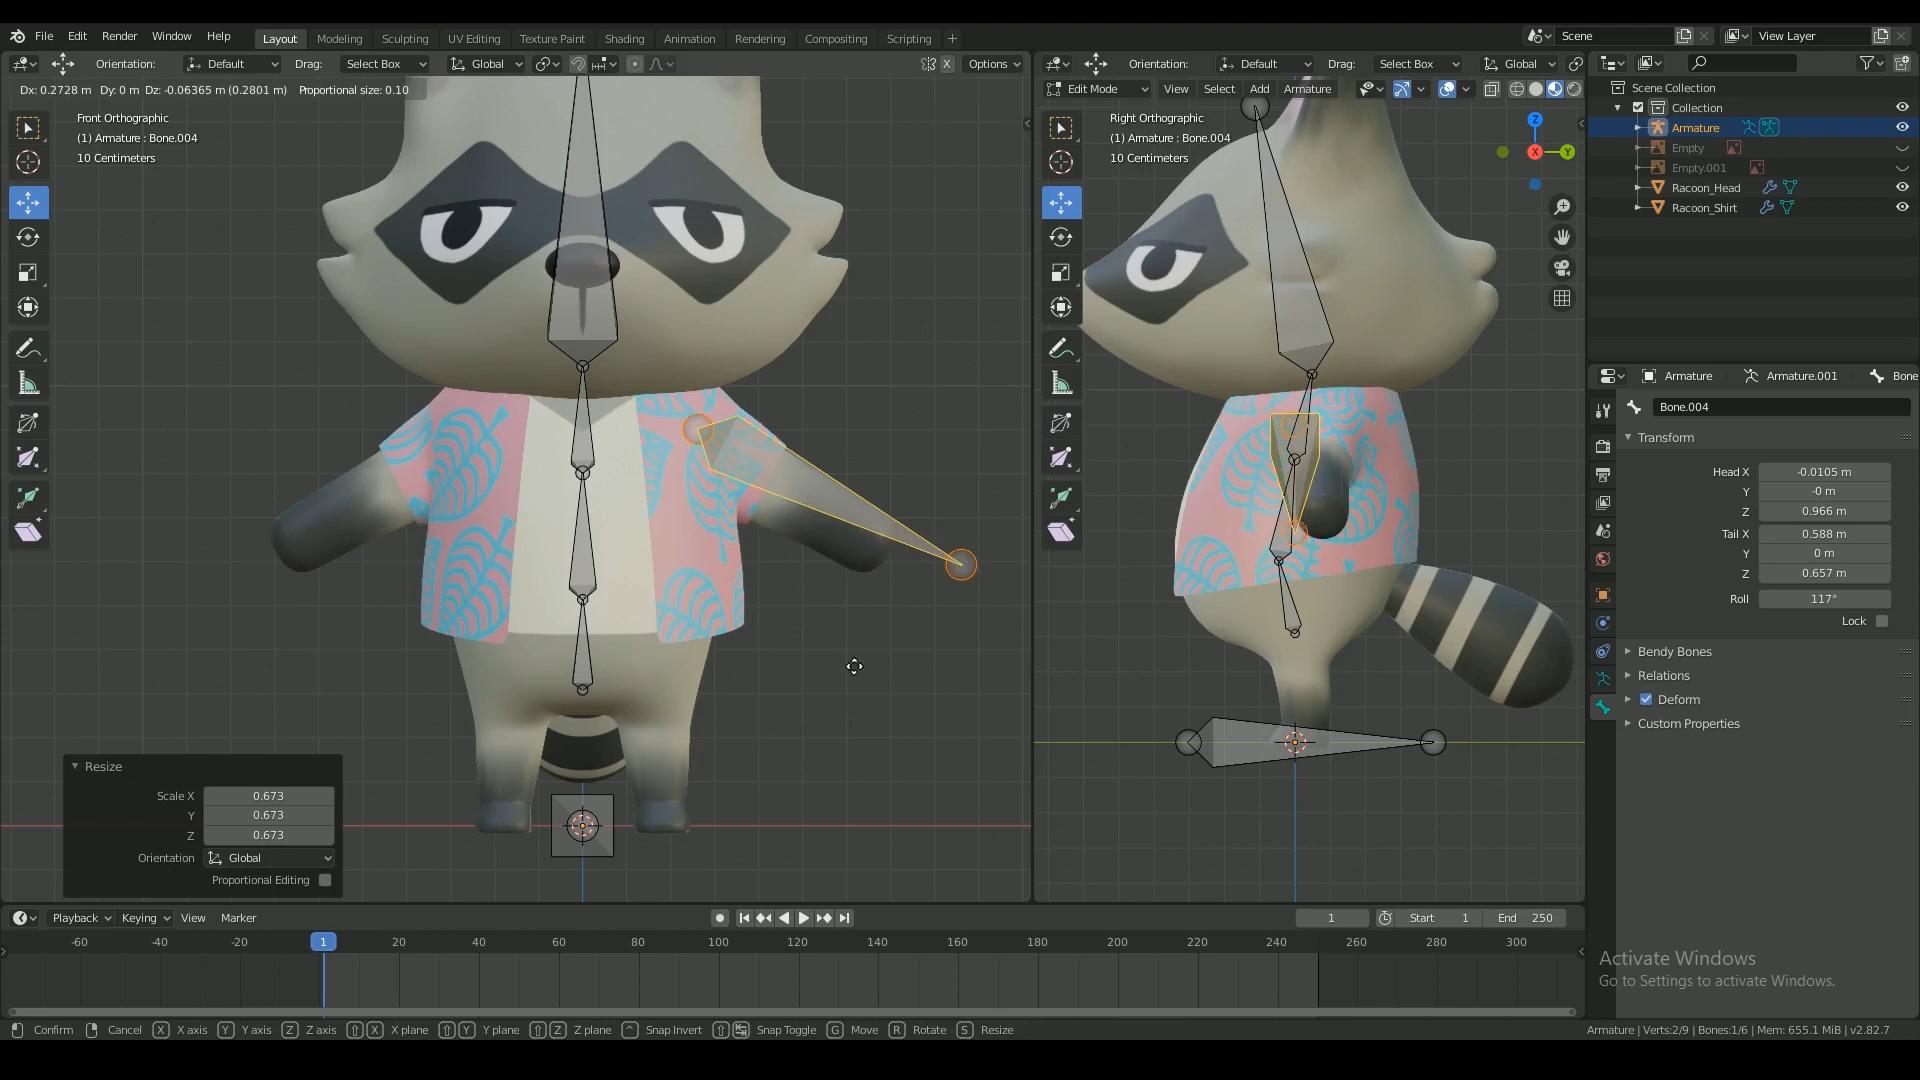 File Edit Render Window Help Layout Modeling Sculpting UV Editing Texture Paint Shading Animation Rendering Compositing Scripting + Scene View Layer
Orientation: Default Drag: Select Box Global X Options Orientation: Default Drag: Select Box Global
Dx: 0.2728 m Dy: 0 m Dz: -0.06365 m (0.2801 m) Proportional size: 0.10
Edit Mode View Select Add Armature
Front Orthographic
(1) Armature : Bone.004
10 Centimeters
Right Orthographic
(1) Armature : Bone.004
10 Centimeters
Z
X
Y
Scene Collection
Collection
Armature
Empty
Empty.001
Racoon_Head
Racoon_Shirt
Armature Armature.001 Bone
Bone.004
Transform
Head X -0.0105 m
Y -0 m
Z 0.966 m
Tail X 0.588 m
Y 0 m
Z 0.657 m
Roll 117°
Lock
Bendy Bones
Relations
Deform
Custom Properties
Resize
Scale X 0.673
Y 0.673
Z 0.673
Orientation Global
Proportional Editing
Playback Keying View Marker 1 Start 1 End 250
-60 -40 -20 1 20 40 60 80 100 120 140 160 180 200 220 240 260 280 300
Activate Windows
Go to Settings to activate Windows.
Confirm Cancel X X axis Y Y axis Z Z axis X X plane Y Y plane Z Z plane Snap Invert Snap Toggle G Move R Rotate S Resize Armature | Verts:2/9 | Bones:1/6 | Mem: 655.1 MiB | v2.82.7